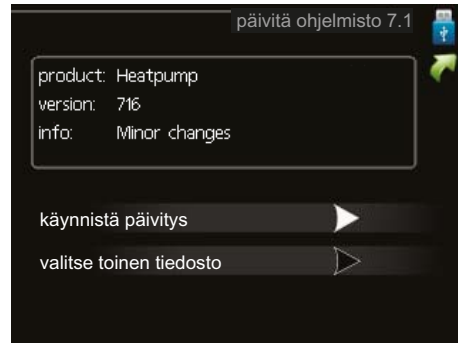 päivitä ohjelmisto 7.1
product: Heatpump
version: 716
info: Minor changes
käynnistä päivitys
valitse toinen tiedosto